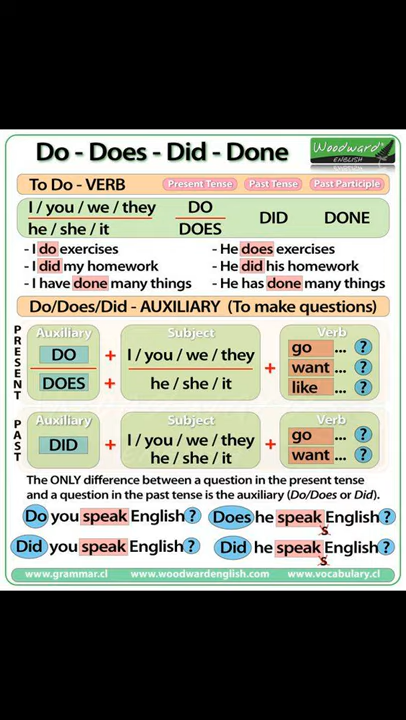 Do - Does - Did - Done
Woodward
ENGLISH
To Do - VERB
Present Tense
Past Tense
Past Participle
I / you / we / they
he / she / it
DO
DOES
DID
DONE
- I do exercises
- He does exercises
- I did my homework
- He did his homework
- I have done many things
- He has done many things
Do/Does/Did - AUXILIARY (To make questions)
PRESENT
Auxiliary
Subject
Verb
DO
DOES
+
+
I / you / we / they
he / she / it
+
go ... ?
want ... ?
like ... ?
PAST
Auxiliary
Subject
Verb
DID
+
I / you / we / they
he / she / it
+
go ... ?
want ... ?
The ONLY difference between a question in the present tense
and a question in the past tense is the auxiliary (Do/Does or Did).
Do you speak English?
Does he speak English?
s
Did you speak English?
Did he speak English?
s
www.grammar.cl www.woodwardenglish.com www.vocabulary.cl